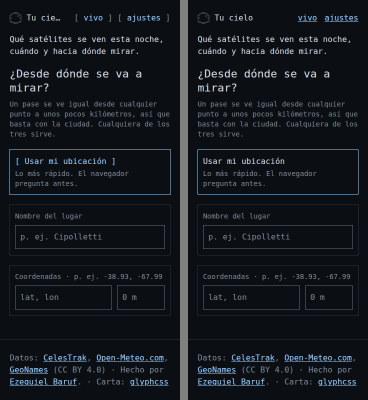 Tu cie… [ vivo ] [ ajustes ]
Qué satélites se ven esta noche,
cuándo y hacia dónde mirar.
¿Desde dónde se va a
mirar?
Un pase se ve igual desde cualquier
punto a unos pocos kilómetros, así que
basta con la ciudad. Cualquiera de los
tres sirve.
[ Usar mi ubicación ]
Lo más rápido. El navegador
pregunta antes.
Nombre del lugar
p. ej. Cipolletti
Coordenadas · p. ej. -38.93, -67.99
lat, lon 0 m
Datos: CelesTrak, Open-Meteo.com,
GeoNames (CC BY 4.0) · Hecho por
Ezequiel Baruf. · Carta: glyphcss
Tu cielo vivo ajustes
Qué satélites se ven esta noche,
cuándo y hacia dónde mirar.
¿Desde dónde se va a
mirar?
Un pase se ve igual desde cualquier
punto a unos pocos kilómetros, así que
basta con la ciudad. Cualquiera de los
tres sirve.
Usar mi ubicación
Lo más rápido. El navegador
pregunta antes.
Nombre del lugar
p. ej. Cipolletti
Coordenadas · p. ej. -38.93, -67.99
lat, lon 0 m
Datos: CelesTrak, Open-Meteo.com,
GeoNames (CC BY 4.0) · Hecho por
Ezequiel Baruf. · Carta: glyphcss